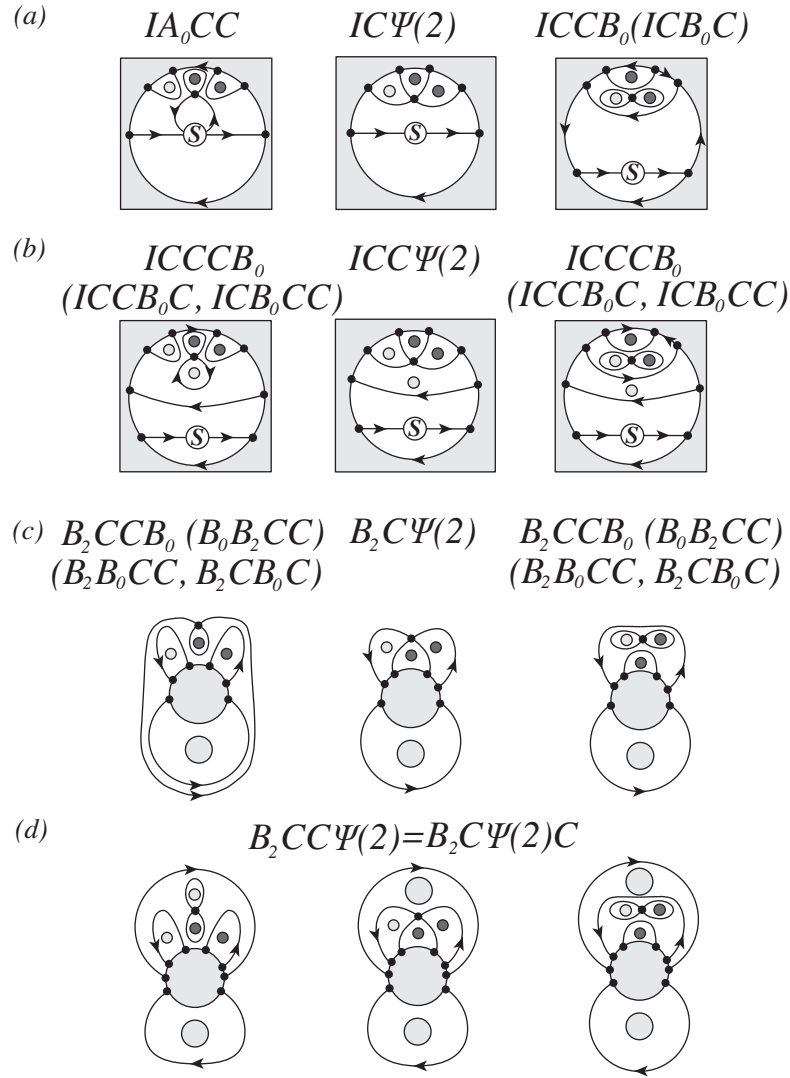 (a) IA₀CC ICΨ(2) ICCB₀(ICB₀C)
S S S
(b) ICCCB₀ ICCΨ(2) ICCCB₀
(ICCB₀C, ICB₀CC) (ICCB₀C, ICB₀CC)
S S S
(c) B₂CCB₀ (B₀B₂CC) B₂CΨ(2) B₂CCB₀ (B₀B₂CC)
(B₂B₀CC, B₂CB₀C) (B₂B₀CC, B₂CB₀C)
(d) B₂CCΨ(2)=B₂CΨ(2)C